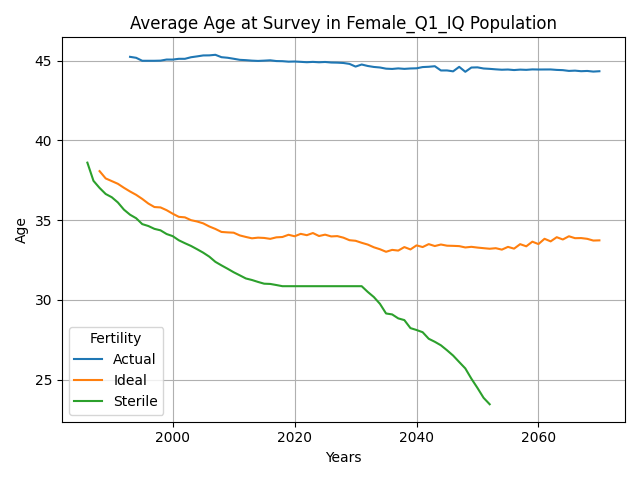 Average Age at Survey in Female_Q1_IQ Population
Age
45
40
35
30
25
Fertility
Actual
Ideal
Sterile
2000
2020
2040
2060
Years